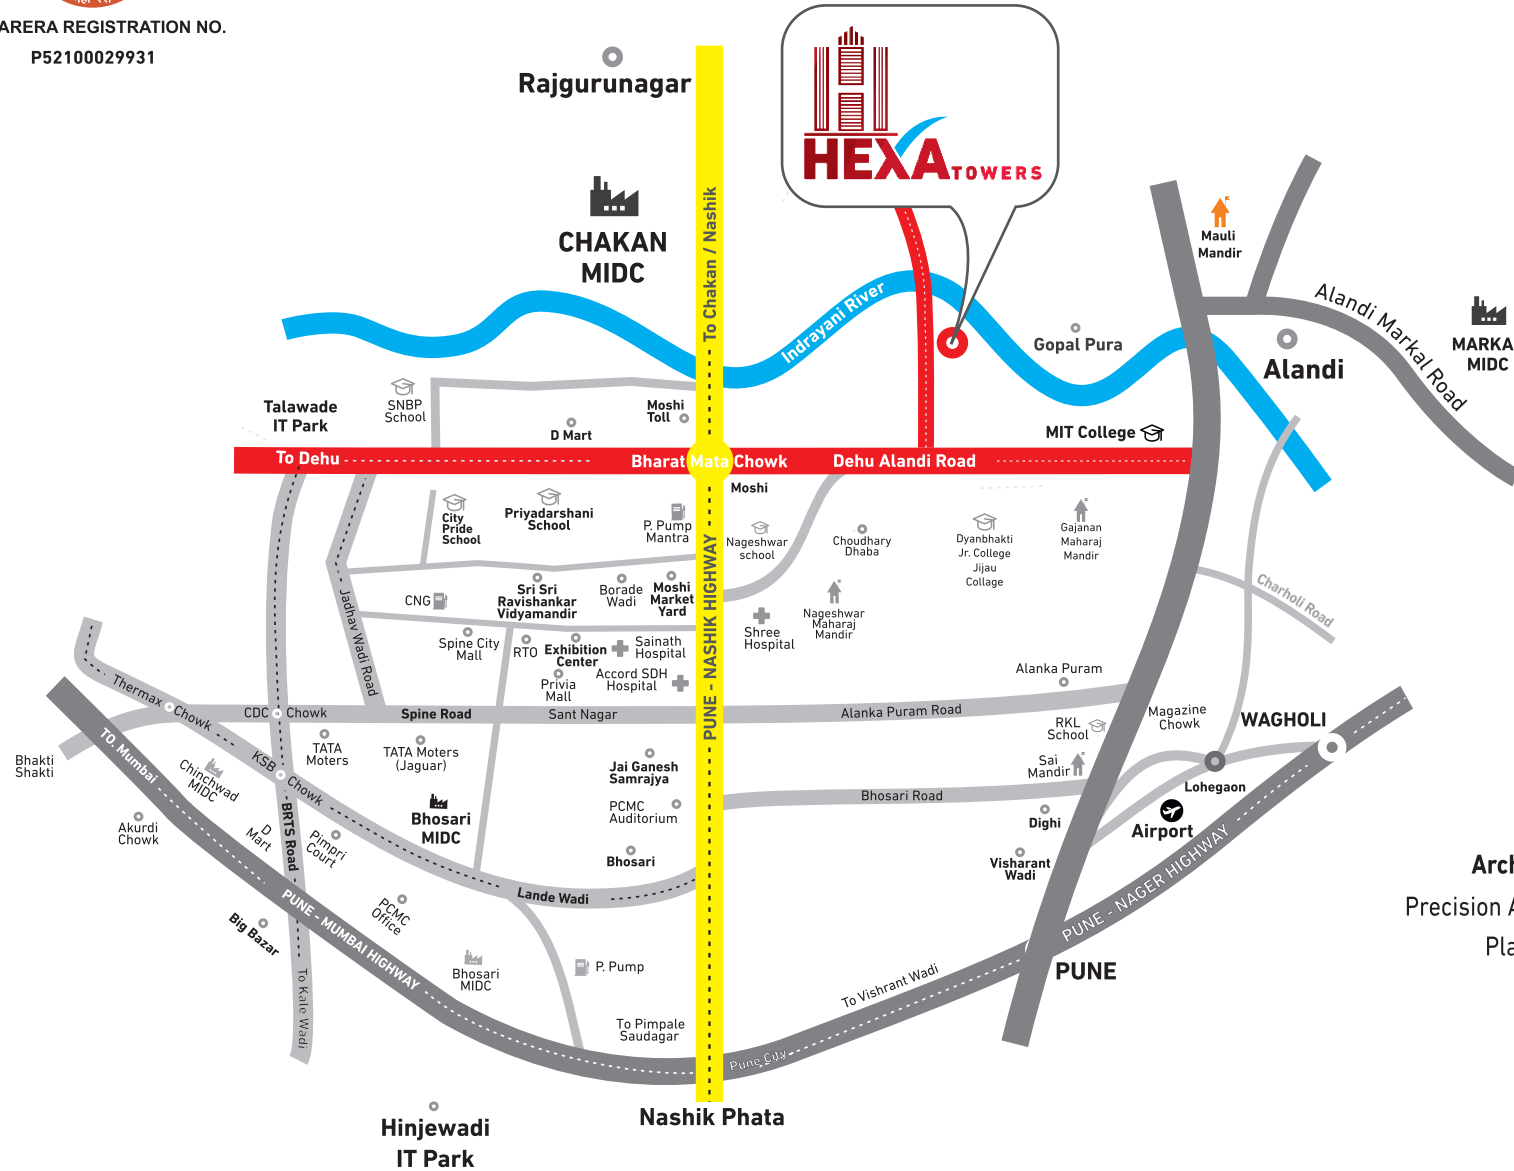 ARERA REGISTRATION NO.
P52100029931
Rajgurunagar
HEXA TOWERS
CHAKAN
MIDC
To Chakan / Nashik
Indrayani River
Mauli
Mandir
Alandi Markal Road
Gopal Pura
Alandi
MARKA
MIDC
SNBP
School
Talawade
IT Park
Moshi
Toll
D Mart
MIT College
To Dehu
Bharat Mata Chowk
Dehu Alandi Road
Moshi
City
Pride
School
Priyadarshani
School
P. Pump
Mantra
PUNE - NASHIK HIGHWAY
Nageshwar
school
Choudhary
Dhaba
Dyanbhakti
Jr. College
Jijau
Collage
Gajanan
Maharaj
Mandir
CNG
Sri Sri
Ravishankar
Vidyamandir
Borade
Wadi
Moshi
Market
Yard
Jadhav Wadi Road
Nageshwar
Maharaj
Mandir
Shree
Hospital
Charholi Road
Spine City
Mall
RTO
Exhibition
Center
Sainath
Hospital
Privia
Mall
Accord SDH
Hospital
Alanka Puram
Thermax Chowk
CDC Chowk
Spine Road
Sant Nagar
Alanka Puram Road
Magazine
Chowk
WAGHOLI
RKL
School
TO. Mumbai
Bhakti
Shakti
KSB Chowk
TATA
Moters
TATA Moters
(Jaguar)
Jai Ganesh
Samrajya
Sai
Mandir
Chinchwad
MIDC
Bhosari Road
Lohegaon
Bhosari
MIDC
PCMC
Auditorium
Dighi
Airport
Akurdi
Chowk
D
Mart
BRTS Road
Pimpri
Court
Bhosari
Visharant
Wadi
Lande Wadi
PUNE - NAGER HIGHWAY
Arch
Precision A
Pla
PUNE - MUMBAI HIGHWAY
PCMC
Office
Big Bazar
Bhosari
MIDC
P. Pump
To Vishrant Wadi
PUNE
To Kale Wadi
To Pimpale
Saudagar
Pune City
Nashik Phata
Hinjewadi
IT Park